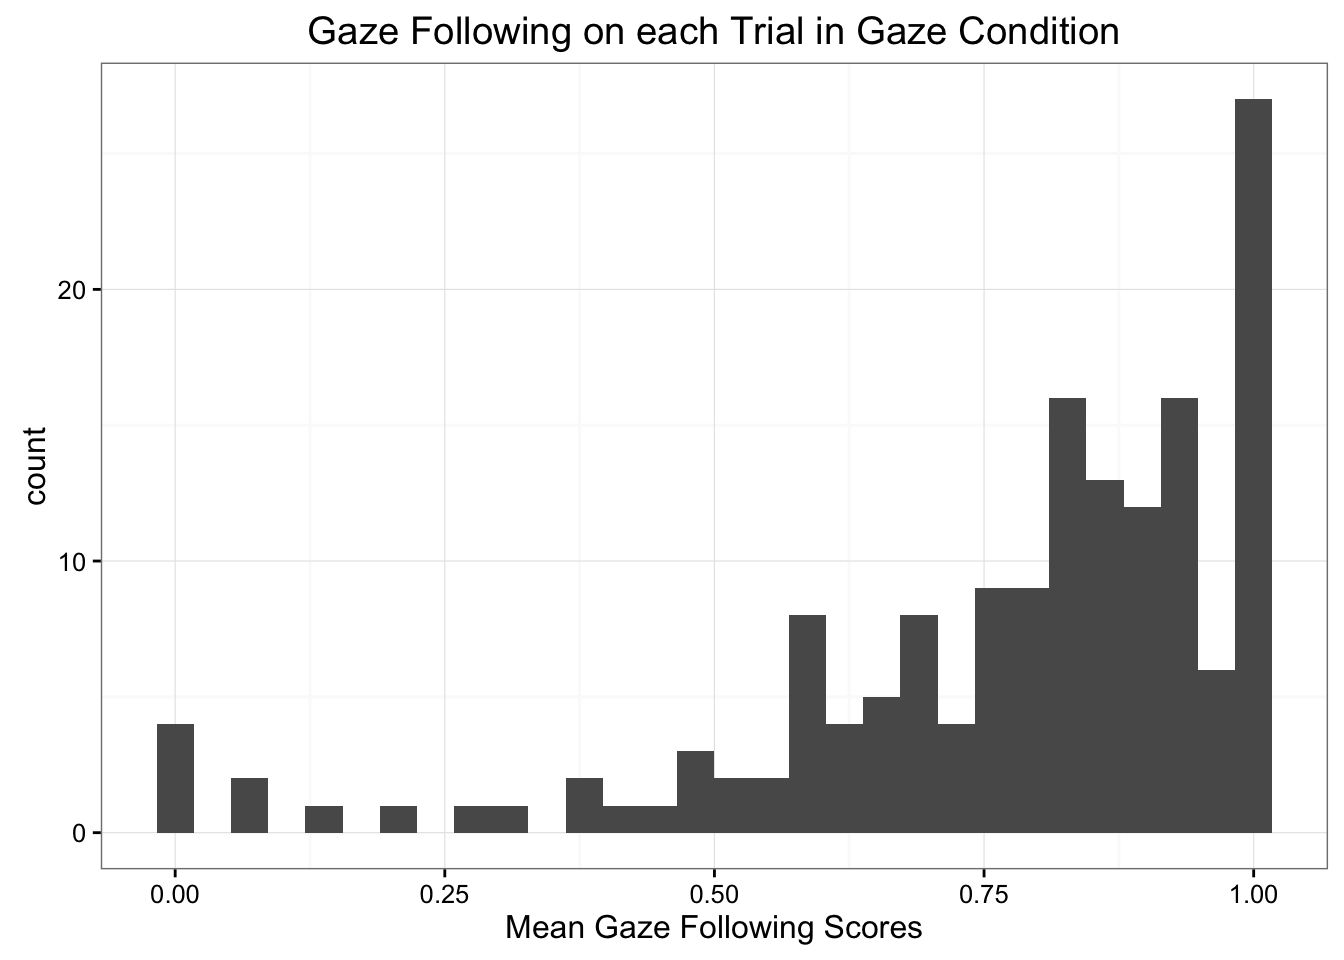 Gaze Following on each Trial in Gaze Condition
count
20
10
0
0.00 0.25 0.50 0.75 1.00
Mean Gaze Following Scores